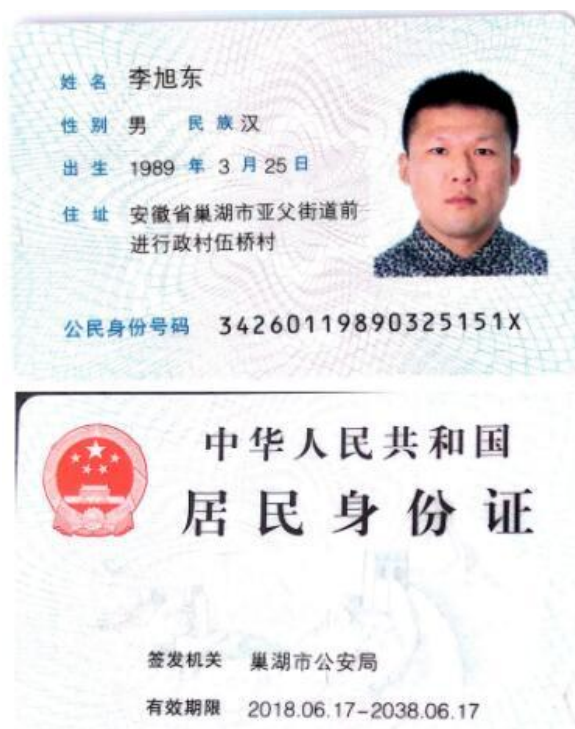 姓名 李旭东
性别 男 民族 汉
出生 1989 年 3 月 25 日
住址 安徽省巢湖市亚父街道前
进行政村伍桥村
公民身份号码 34260119890325151X
中华人民共和国
居民身份证
签发机关 巢湖市公安局
有效期限 2018.06.17-2038.06.17